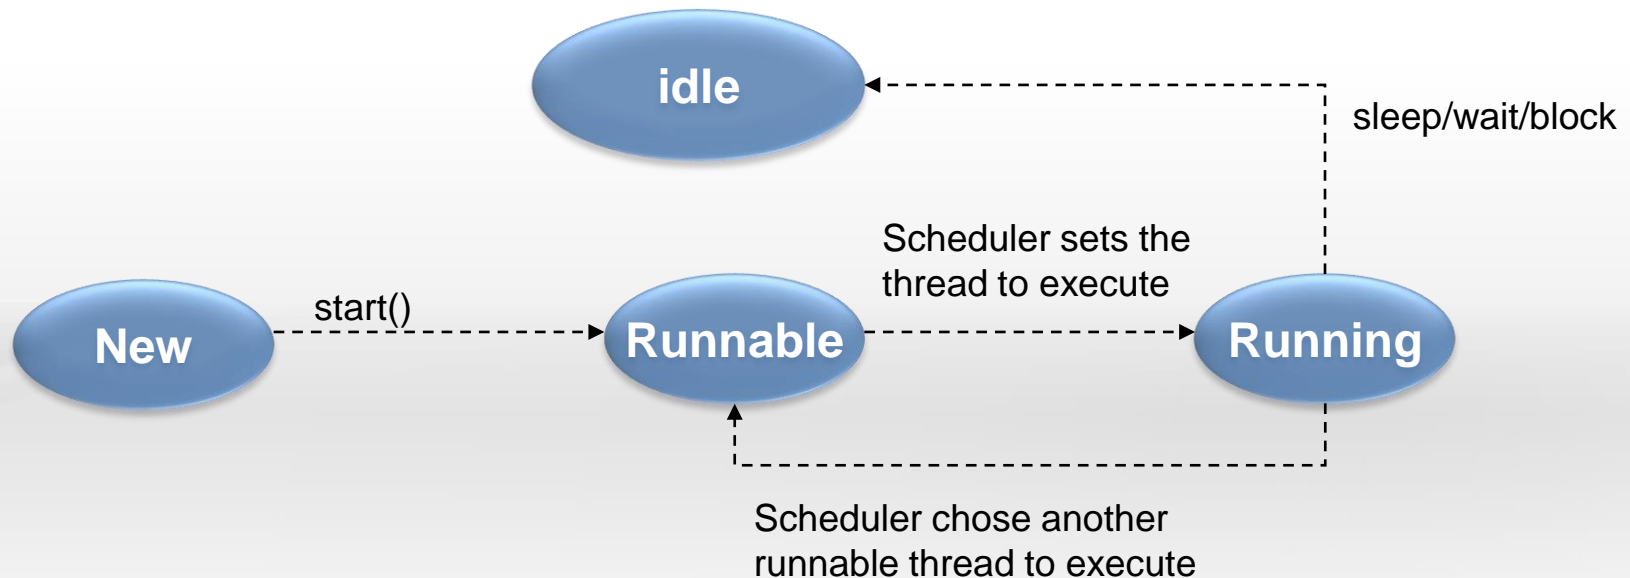 idle
sleep/wait/block
Scheduler sets the
thread to execute
start()
New
Runnable
Running
Scheduler chose another
runnable thread to execute